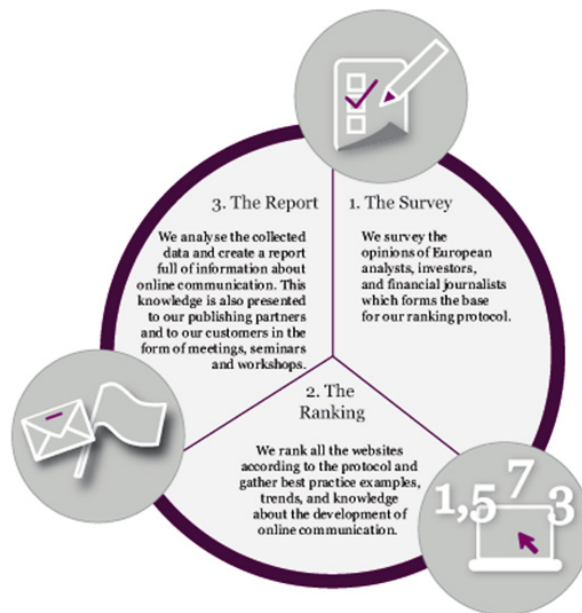 1. The Survey
We survey the
opinions of European
analysts, investors,
and financial journalists
which forms the base
for our ranking protocol.
2. The
Ranking
We rank all the websites
according to the protocol and
gather best practice examples,
trends, and knowledge
about the development of
online communication.
3. The Report
We analyse the collected
data and create a report
full of information about
online communication. This
knowledge is also presented
to our publishing partners
and to our customers in the
form of meetings, seminars
and workshops.
1,5 7 3